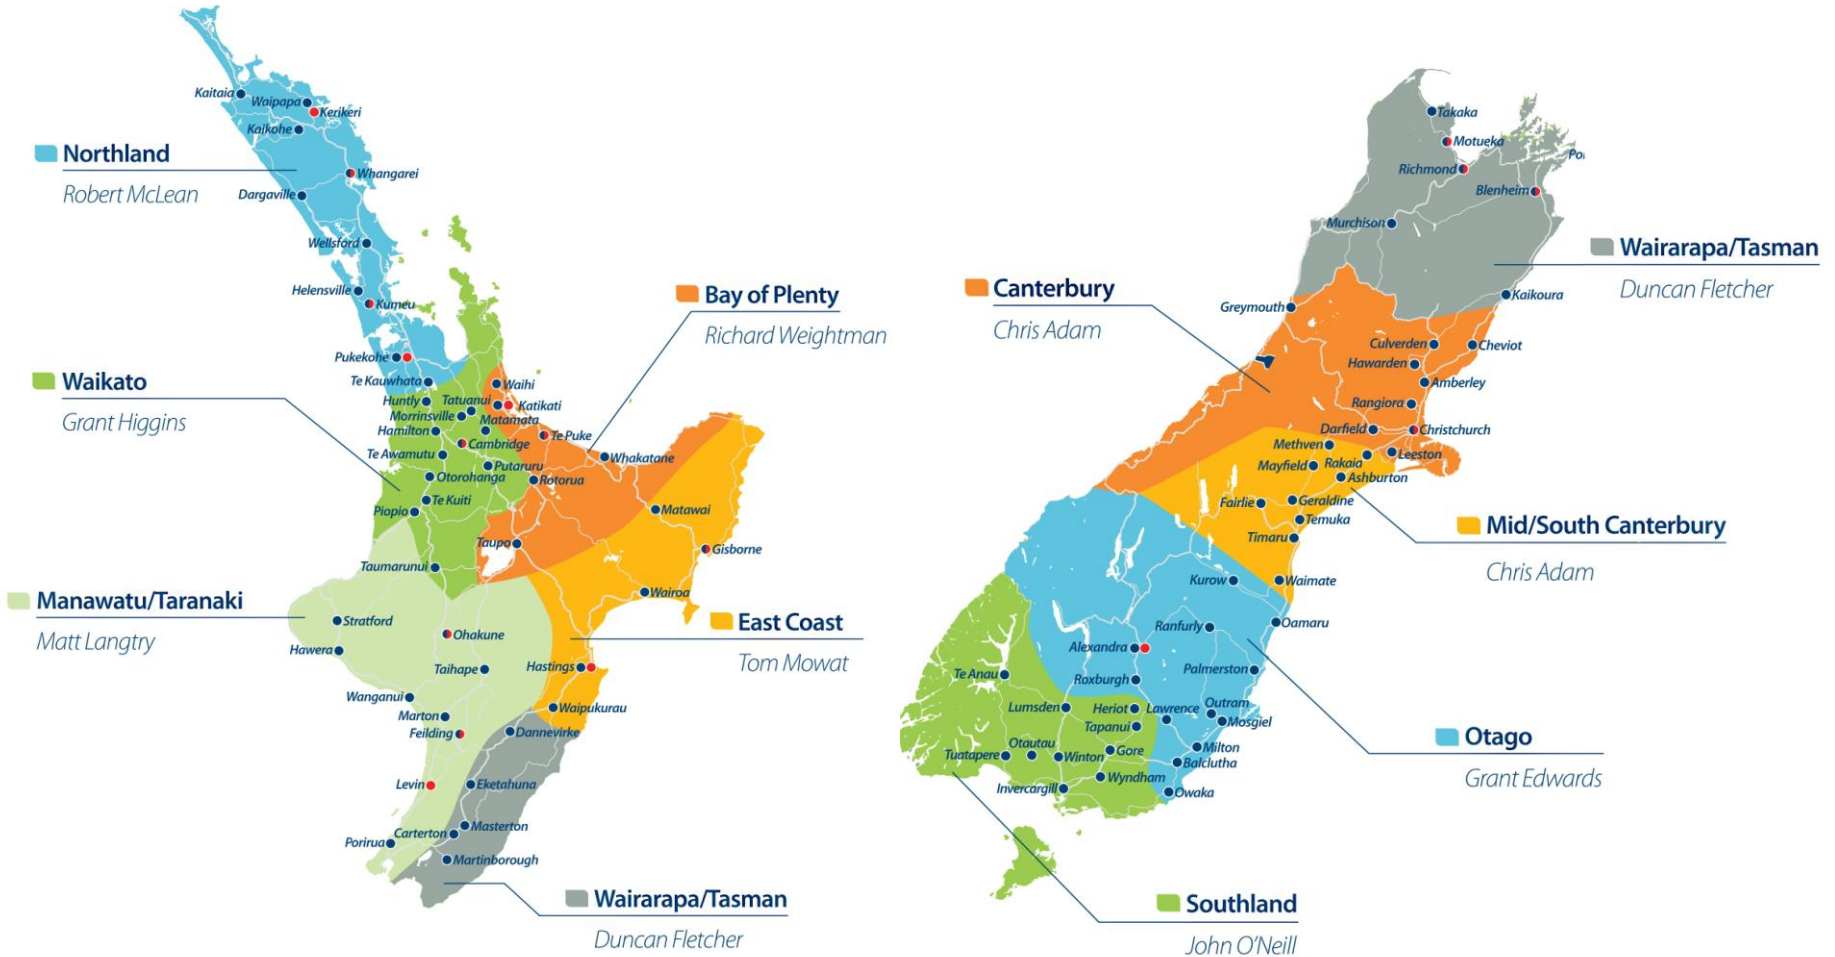 Kaitaia
Waipapa
Kerikeri
Kaikohe
Northland
Robert McLean
Whangarei
Dargaville
Wellsford
Helensville
Kumeu
Bay of Plenty
Richard Weightman
Pukekohe
Waikato
Grant Higgins
Te Kauwhata
Waihi
Huntly
Tatuanui
Katikati
Morrinsville
Matamata
Hamilton
Cambridge
Te Puke
Te Awamutu
Whakatane
Putaruru
Otorohanga
Rotorua
Te Kuiti
Piopio
Matawai
Taupo
Gisborne
Taumarunui
Wairoa
Manawatu/Taranaki
Matt Langtry
Stratford
Ohakune
East Coast
Tom Mowat
Hawera
Taihape
Hastings
Wanganui
Waipukurau
Marton
Feilding
Dannevirke
Levin
Eketahuna
Masterton
Carterton
Porirua
Martinborough
Wairarapa/Tasman
Duncan Fletcher
Takaka
Motueka
Richmond
Blenheim
Murchison
Wairarapa/Tasman
Duncan Fletcher
Canterbury
Chris Adam
Kaikoura
Greymouth
Culverden
Cheviot
Hawarden
Amberley
Rangiora
Darfield
Christchurch
Methven
Rakaia
Leeston
Mayfield
Ashburton
Fairlie
Geraldine
Temuka
Mid/South Canterbury
Chris Adam
Timaru
Kurow
Waimate
Oamaru
Ranfurly
Alexandra
Palmerston
Te Anau
Roxburgh
Lumsden
Heriot
Lawrence
Outram
Mosgiel
Tapanui
Otago
Grant Edwards
Otautau
Gore
Milton
Tuatapere
Winton
Balclutha
Wyndham
Invercargill
Owaka
Southland
John O'Neill